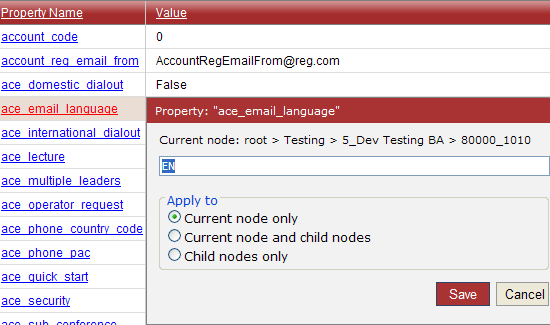 Property Name Value
account_code 0
account_reg_email_from AccountRegEmailFrom@reg.com
ace_domestic_dialout False
ace_email_language
ace_international_dialout
ace_lecture
ace_multiple_leaders
ace_operator_request
ace_phone_country_code
ace_phone_pac
ace_quick_start
ace_security
ace_sub_conference
Property: "ace_email_language"
Current node: root > Testing > 5_Dev Testing BA > 80000_1010
EN
Apply to
Current node only
Current node and child nodes
Child nodes only
Save Cancel